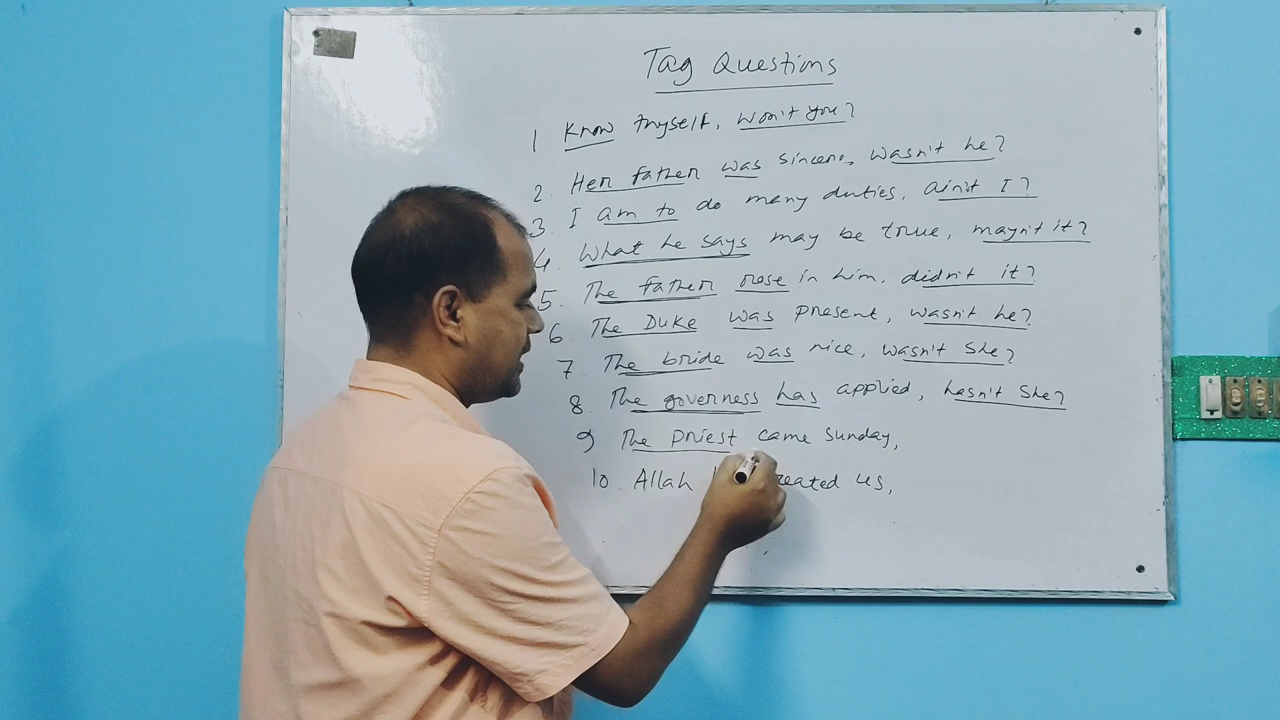 Tag Questions
1 Know thyself, won't you?
2. Her father was sincere, wasn't he?
3. I am to do many duties, ain't I?
4. What he says may be true, mayn't it?
5. The father rose in him. didn't it?
6 The Duke was present, wasn't he?
7 The bride was nice, wasn't she?
8 The governess has applied, hasn't she?
9 The priest came Sunday,
10. Allah created us,